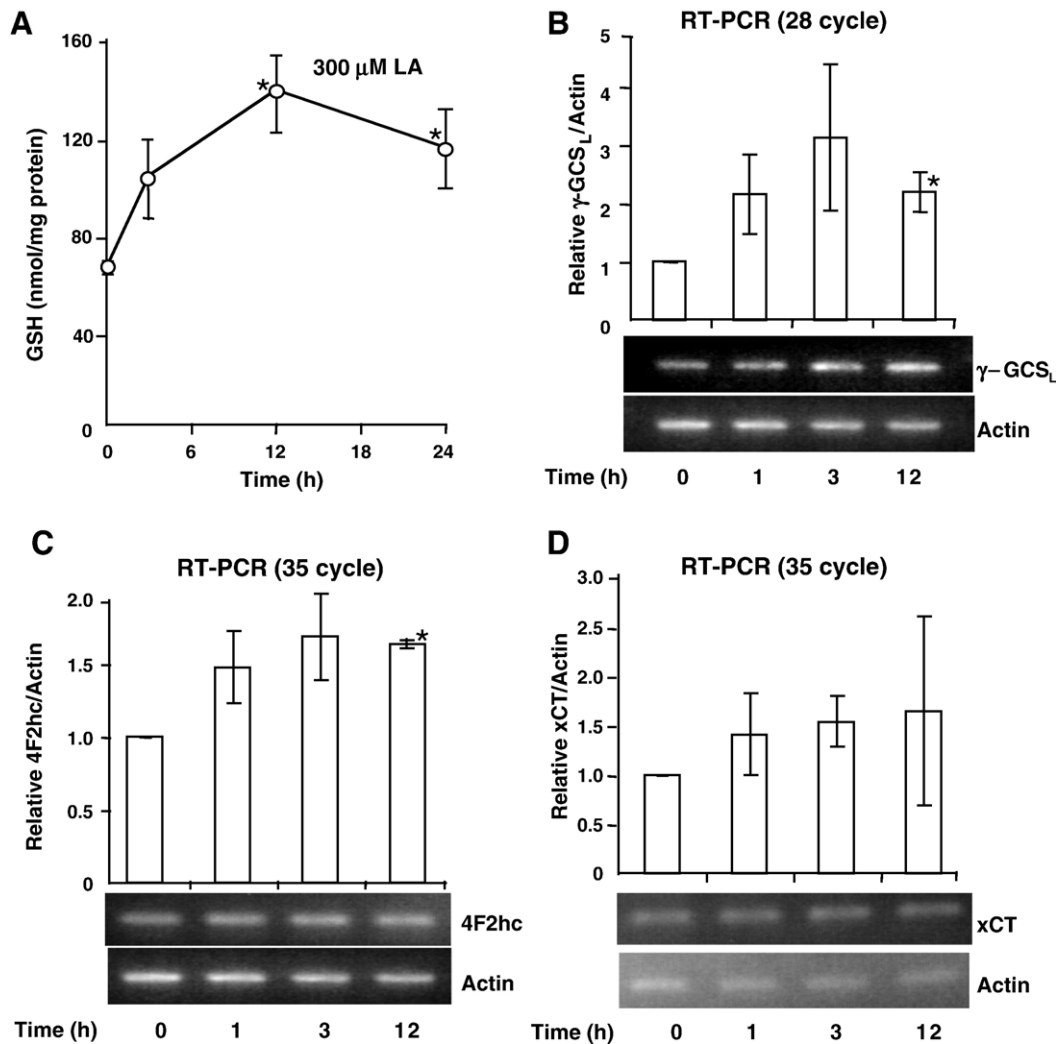 A
160
120
80
40
0
GSH (nmol/mg protein)
300 µM LA
*
*
0 6 12 18 24
Time (h)
B
RT-PCR (28 cycle)
5
4
3
2
1
0
Relative γ-GCSL/Actin
*
γ–GCSL
Actin
Time (h) 0 1 3 12
C
RT-PCR (35 cycle)
2.0
1.5
1.0
0.5
0
Relative 4F2hc/Actin
*
4F2hc
Actin
Time (h) 0 1 3 12
D
RT-PCR (35 cycle)
3.0
2.5
2.0
1.5
1.0
0.5
0
Relative xCT/Actin
xCT
Actin
Time (h) 0 1 3 12